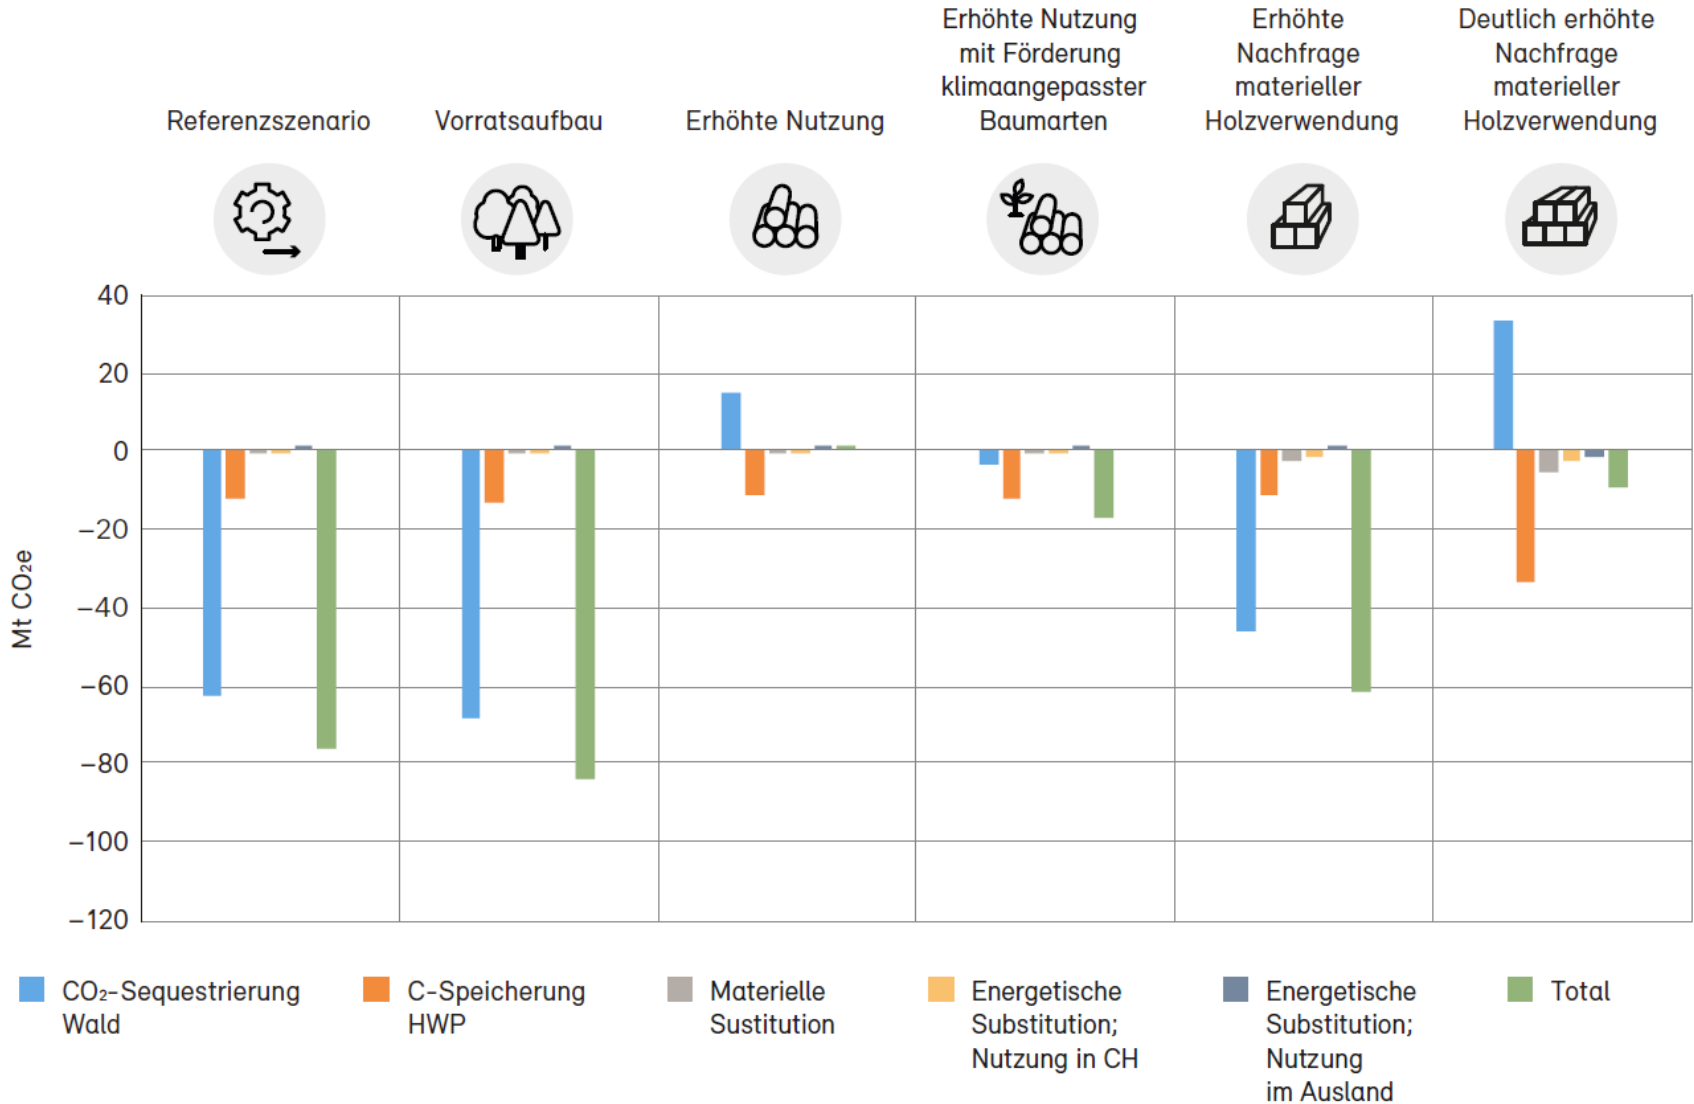 Referenzszenario
Vorratsaufbau
Erhöhte Nutzung
Erhöhte Nutzung
mit Förderung
klimaangepasster
Baumarten
Erhöhte
Nachfrage
materieller
Holzverwendung
Deutlich erhöhte
Nachfrage
materieller
Holzverwendung
Mt CO₂e
40
20
0
–20
–40
–60
–80
–100
–120
CO₂-Sequestrierung
Wald
C-Speicherung
HWP
Materielle
Sustitution
Energetische
Substitution;
Nutzung in CH
Energetische
Substitution;
Nutzung
im Ausland
Total